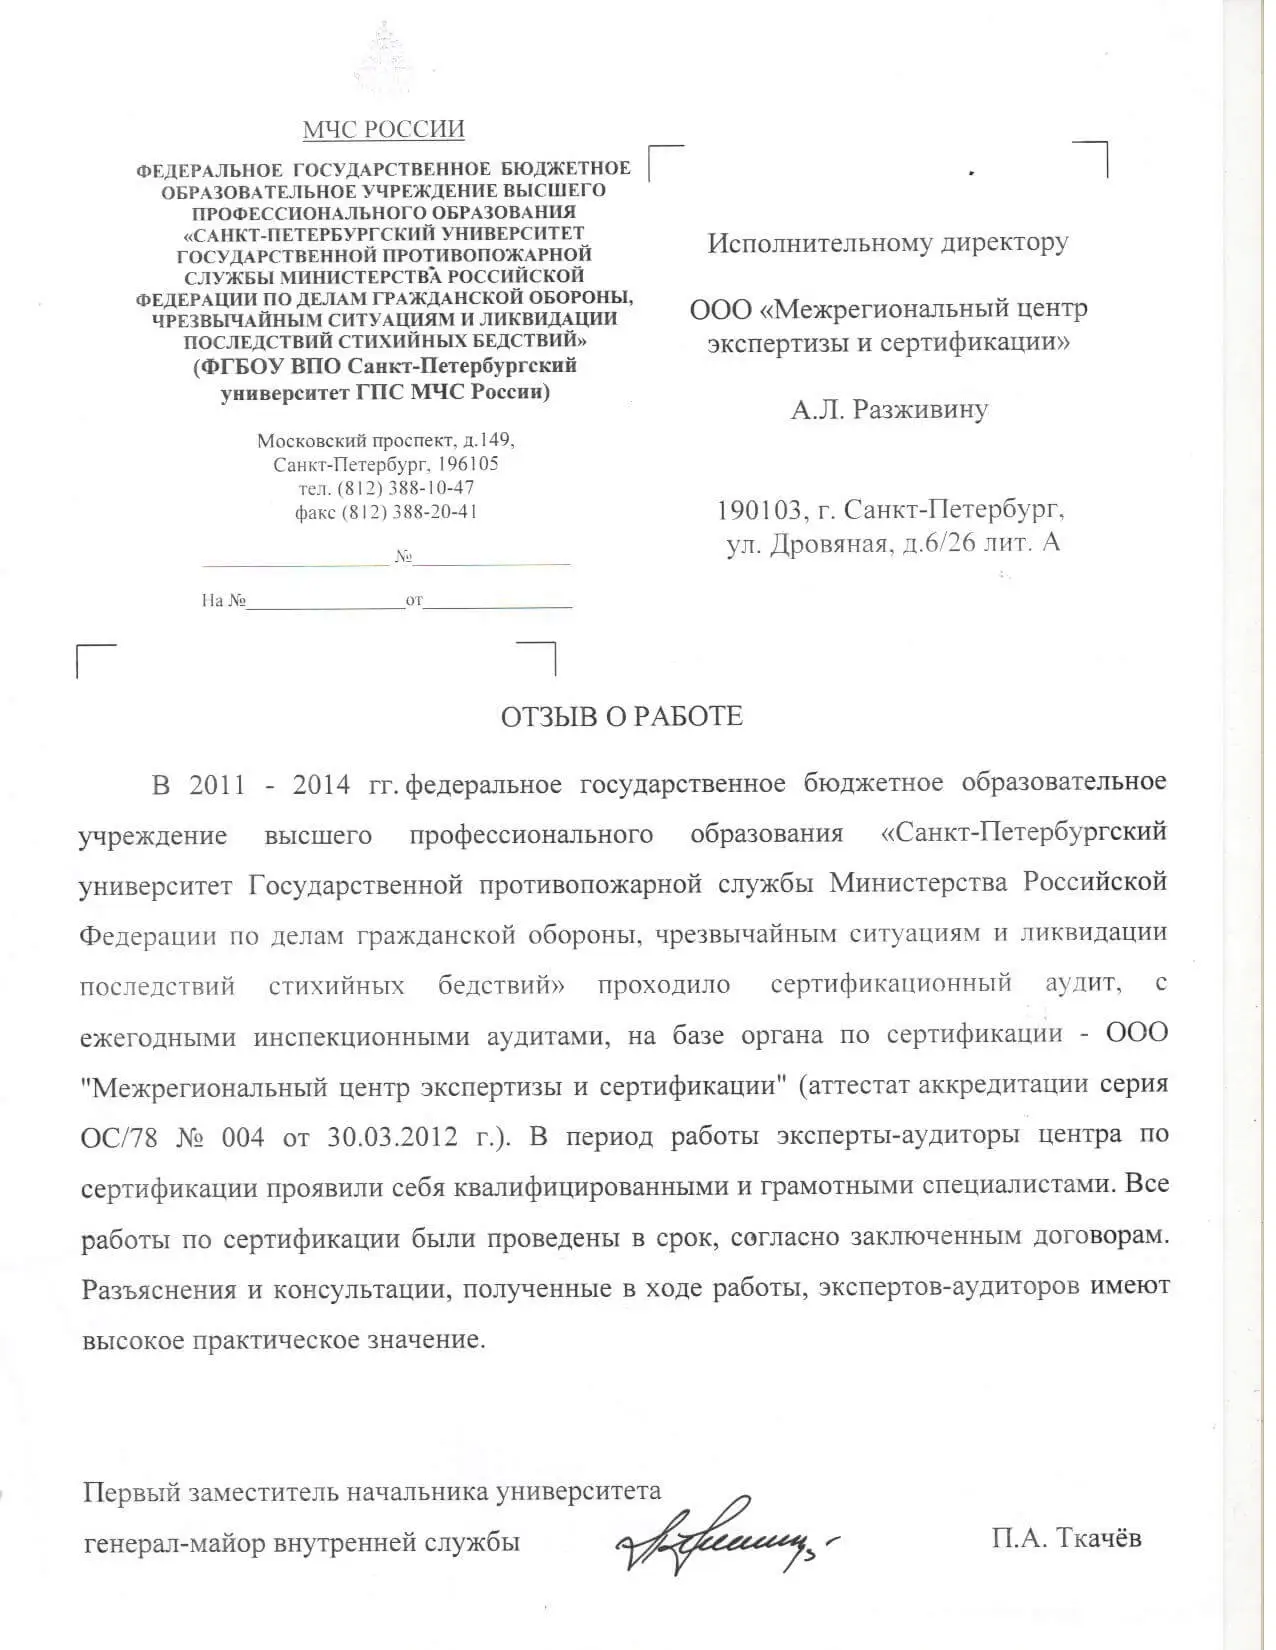 МЧС РОССИИ
ФЕДЕРАЛЬНОЕ ГОСУДАРСТВЕННОЕ БЮДЖЕТНОЕ
ОБРАЗОВАТЕЛЬНОЕ УЧРЕЖДЕНИЕ ВЫСШЕГО
ПРОФЕССИОНАЛЬНОГО ОБРАЗОВАНИЯ
«САНКТ-ПЕТЕРБУРГСКИЙ УНИВЕРСИТЕТ
ГОСУДАРСТВЕННОЙ ПРОТИВОПОЖАРНОЙ
СЛУЖБЫ МИНИСТЕРСТВА РОССИЙСКОЙ
ФЕДЕРАЦИИ ПО ДЕЛАМ ГРАЖДАНСКОЙ ОБОРОНЫ,
ЧРЕЗВЫЧАЙНЫМ СИТУАЦИЯМ И ЛИКВИДАЦИИ
ПОСЛЕДСТВИЙ СТИХИЙНЫХ БЕДСТВИЙ»
(ФГБОУ ВПО Санкт-Петербургский
университет ГПС МЧС России)
Московский проспект, д.149,
Санкт-Петербург, 196105
тел. (812) 388-10-47
факс (812) 388-20-41
___________________ №________________
На №________________от_______________
Исполнительному директору
ООО «Межрегиональный центр
экспертизы и сертификации»
А.Л. Разживину
190103, г. Санкт-Петербург,
ул. Дровяная, д.6/26 лит. А
ОТЗЫВ О РАБОТЕ
В 2011 - 2014 гг. федеральное государственное бюджетное образовательное
учреждение высшего профессионального образования «Санкт-Петербургский
университет Государственной противопожарной службы Министерства Российской
Федерации по делам гражданской обороны, чрезвычайным ситуациям и ликвидации
последствий стихийных бедствий» проходило сертификационный аудит, с
ежегодными инспекционными аудитами, на базе органа по сертификации - ООО
"Межрегиональный центр экспертизы и сертификации" (аттестат аккредитации серия
ОС/78 № 004 от 30.03.2012 г.). В период работы эксперты-аудиторы центра по
сертификации проявили себя квалифицированными и грамотными специалистами. Все
работы по сертификации были проведены в срок, согласно заключенным договорам.
Разъяснения и консультации, полученные в ходе работы, экспертов-аудиторов имеют
высокое практическое значение.
Первый заместитель начальника университета
генерал-майор внутренней службы
П.А. Ткачёв